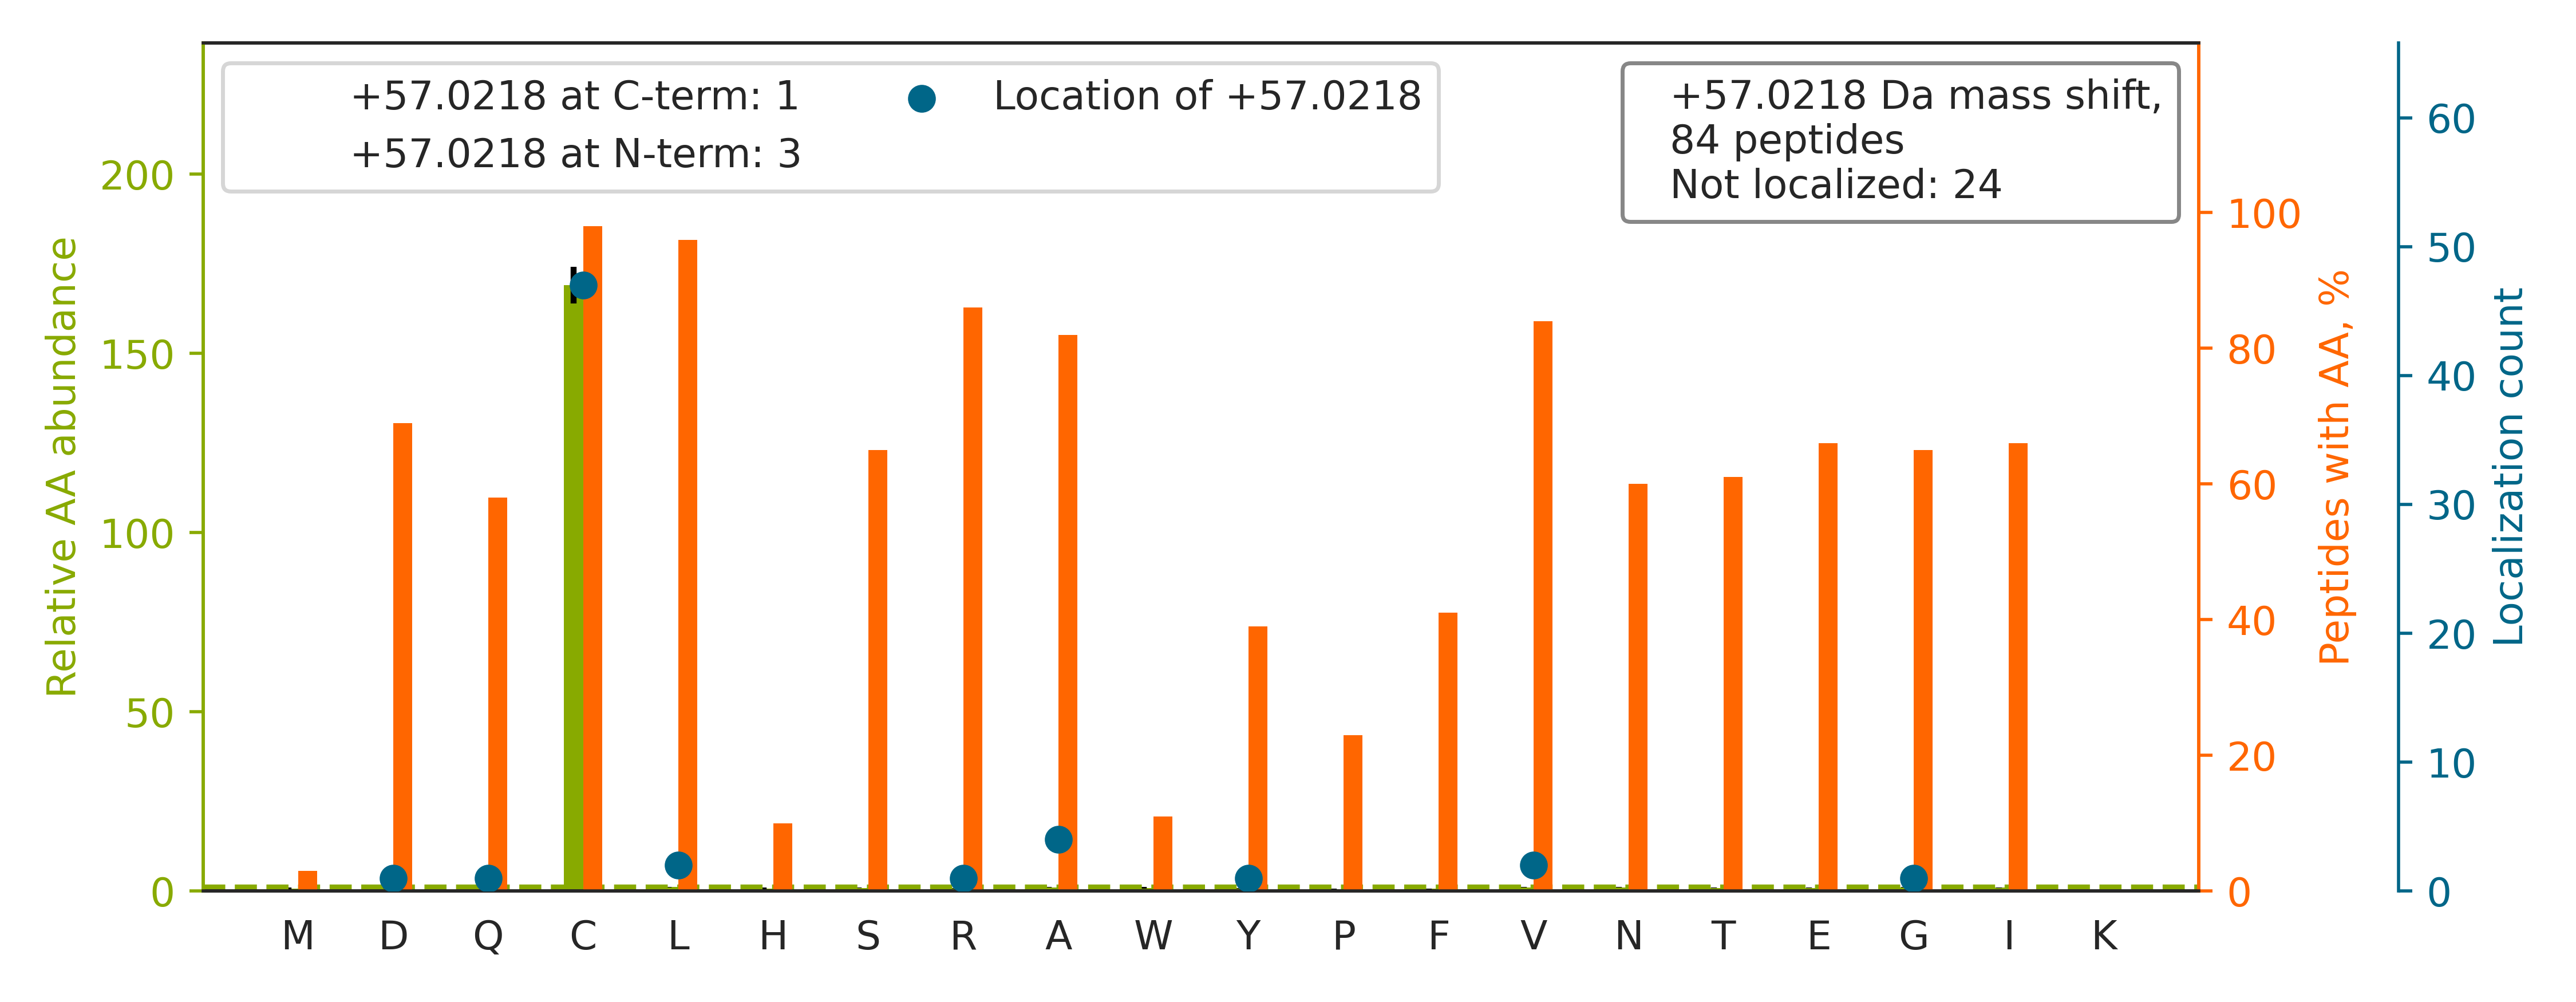 +57.0218 at C-term: 1
+57.0218 at N-term: 3
Location of +57.0218
+57.0218 Da mass shift,
84 peptides
Not localized: 24
Relative AA abundance
200
150
100
50
0
M D Q C L H S R A W Y P F V N T E G I K
100
80
60
40
20
0
Peptides with AA, %
60
50
40
30
20
10
0
Localization count